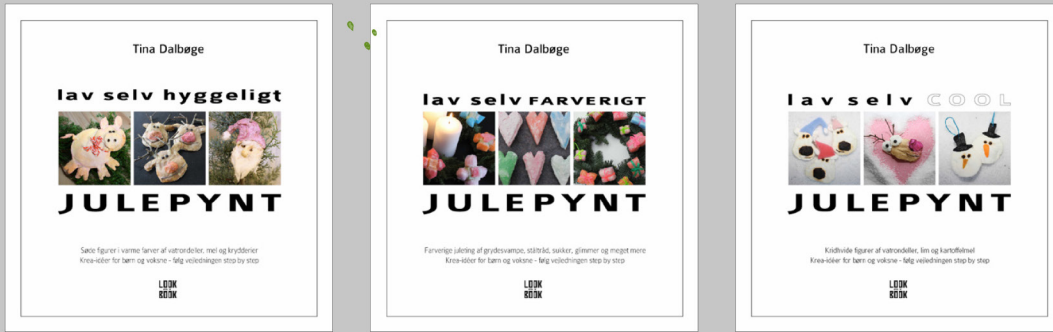 Tina Dalbøge
lav selv hyggeligt
JULEPYNT
Søde figurer i varme farver af vatrondeller, mel og krydderier
Krea-idéer for børn og voksne - følg vejledningen step by step
LOOK
BOOK
Tina Dalbøge
lav selv FARVERIGT
JULEPYNT
Farverige juleting af grydesvampe, ståltråd, sukker, glimmer og meget mere
Krea-idéer for børn og voksne - følg vejledningen step by step
LOOK
BOOK
Tina Dalbøge
lav selv COOL
JULEPYNT
Kridhvide figurer af vatrondeller, lim og kartoffelmel
Krea-idéer for børn og voksne - følg vejledningen step by step
LOOK
BOOK